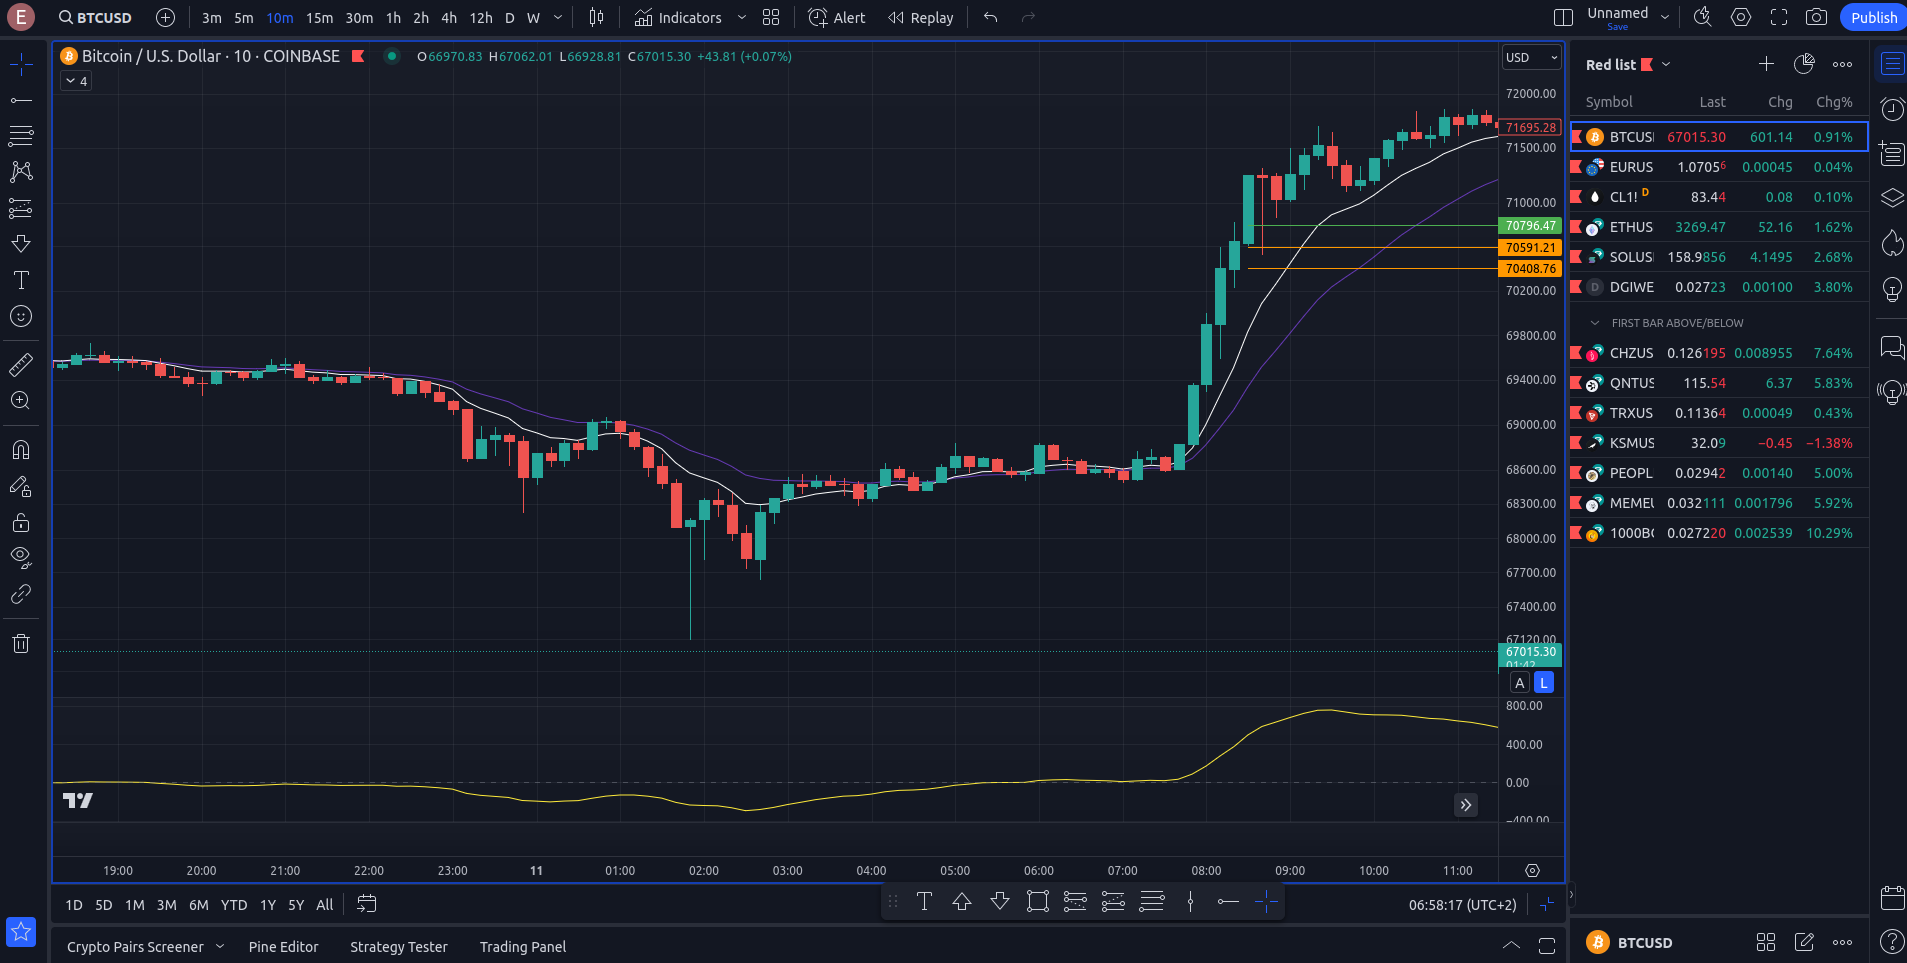 E
BTCUSD
3m 5m 10m 15m 30m 1h 2h 4h 12h D W
Indicators
Alert
Replay
Unnamed
Save
Publish
Bitcoin / U.S. Dollar · 10 · COINBASE
O66970.83 H67062.01 L66928.81 C67015.30 +43.81 (+0.07%)
4
USD
72000.00
71695.28
71500.00
71000.00
70796.47
70591.21
70408.76
70200.00
69800.00
69400.00
69000.00
68600.00
68300.00
68000.00
67700.00
67400.00
67120.00
67015.30
01:42
A L
800.00
400.00
0.00
−400.00
19:00 20:00 21:00 22:00 23:00 11 01:00 02:00 03:00 04:00 05:00 06:00 07:00 08:00 09:00 10:00 11:00
1D 5D 1M 3M 6M YTD 1Y 5Y All
06:58:17 (UTC+2)
Crypto Pairs Screener Pine Editor Strategy Tester Trading Panel
Red list
Symbol Last Chg Chg%
BTCUSI 67015.30 601.14 0.91%
EURUS 1.07056 0.00045 0.04%
CL1! D 83.44 0.08 0.10%
ETHUS 3269.47 52.16 1.62%
SOLUS 158.9856 4.1495 2.68%
D DGIWE 0.02723 0.00100 3.80%
FIRST BAR ABOVE/BELOW
CHZUS 0.126195 0.008955 7.64%
QNTUS 115.54 6.37 5.83%
TRXUS 0.11364 0.00049 0.43%
KSMUS 32.09 −0.45 −1.38%
PEOPL 0.02942 0.00140 5.00%
MEMEU 0.032111 0.001796 5.92%
1000BO 0.027220 0.002539 10.29%
BTCUSD